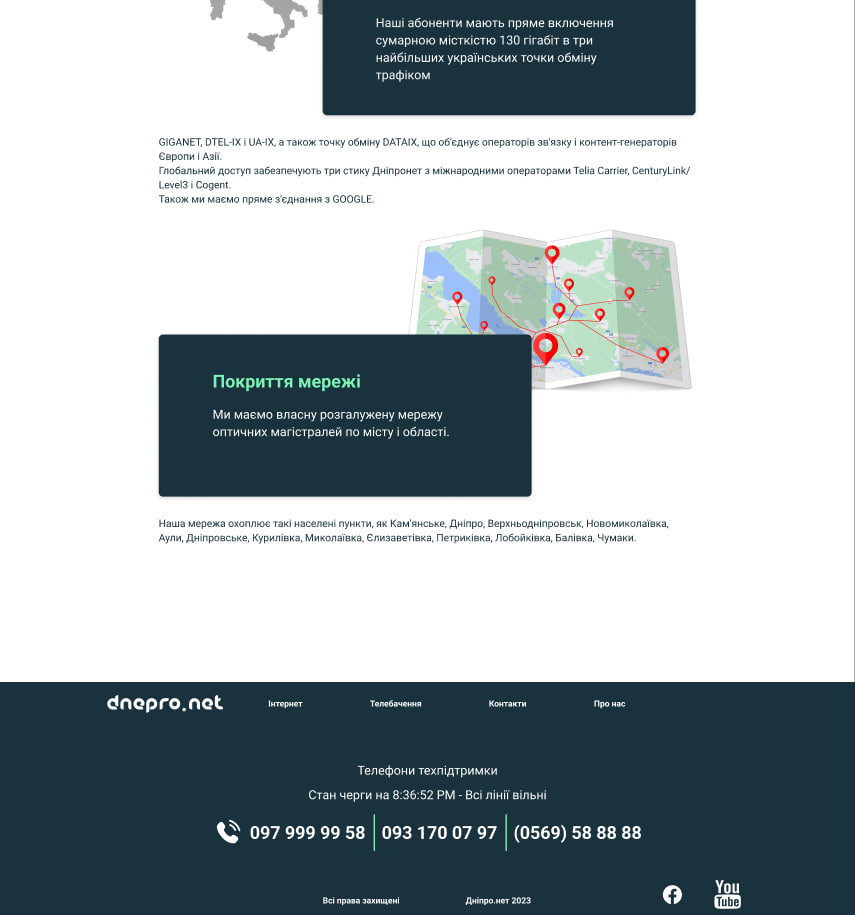 Наші абоненти мають пряме включення
сумарною місткістю 130 гігабіт в три
найбільших українських точки обміну
трафіком
GIGANET, DTEL-IX і UA-IX, а також точку обміну DATAIX, що об'єднує операторів зв'язку і контент-генераторів
Європи і Азії.
Глобальний доступ забезпечують три стику Дніпронет з міжнародними операторами Telia Carrier, CenturyLink/
Level3 і Cogent.
Також ми маємо пряме з'єднання з GOOGLE.
Покриття мережі
Ми маємо власну розгалужену мережу
оптичних магістралей по місту і області.
Наша мережа охоплює такі населені пункти, як Кам'янське, Дніпро, Верхньодніпровськ, Новомиколаївка,
Аули, Дніпровське, Курилівка, Миколаївка, Єлизаветівка, Петриківка, Лобойківка, Балівка, Чумаки.
dnepro.net Інтернет Телебачення Контакти Про нас
Телефони техпідтримки
Стан черги на 8:36:52 PM - Всі лінії вільні
097 999 99 58 093 170 07 97 (0569) 58 88 88
Всі права захищені Дніпро.нет 2023
You
Tube